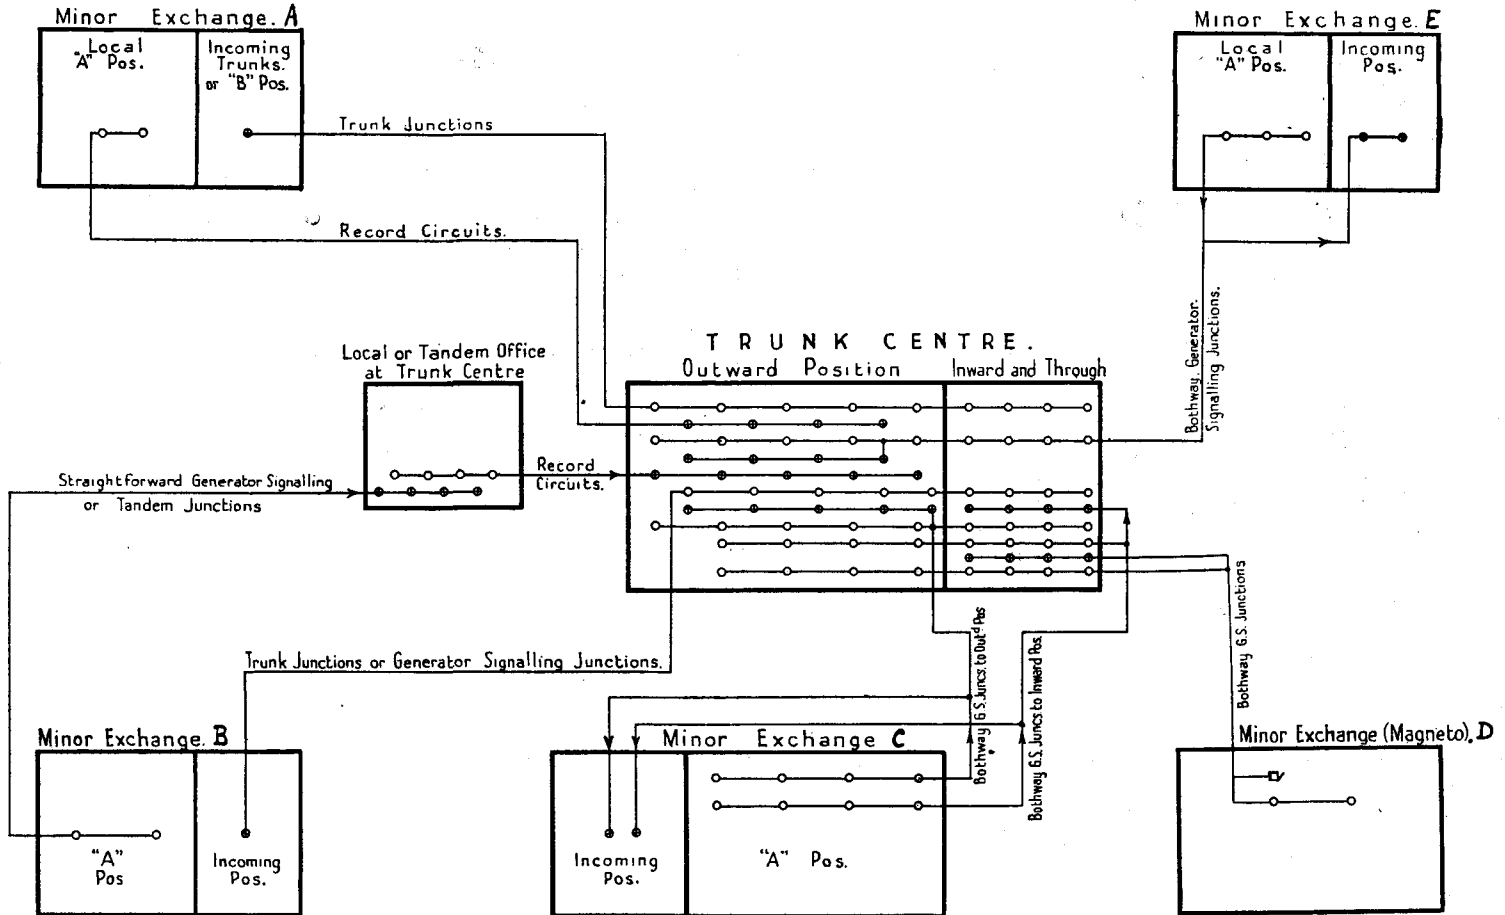 Minor Exchange. A
Local
"A" Pos.
Incoming
Trunks.
or "B" Pos.
Trunk Junctions
Record Circuits.
Minor Exchange. E
Local
"A" Pos.
Incoming
Pos.
Bothway Generator.
Signalling Junctions.
Local or Tandem Office
at Trunk Centre
TRUNK CENTRE.
Outward Position
Inward and Through
Record
Circuits.
Straightforward Generator Signalling
or Tandem Junctions
Trunk Junctions or Generator Signalling Junctions.
Bothway G.S. Juncs. to Outd Pos
Bothway G.S. Juncs to Inward Pos.
Bothway G.S. Junctions
Minor Exchange. B
"A"
Pos
Incoming
Pos.
Minor Exchange C
Incoming
Pos.
"A" Pos.
Minor Exchange (Magneto). D